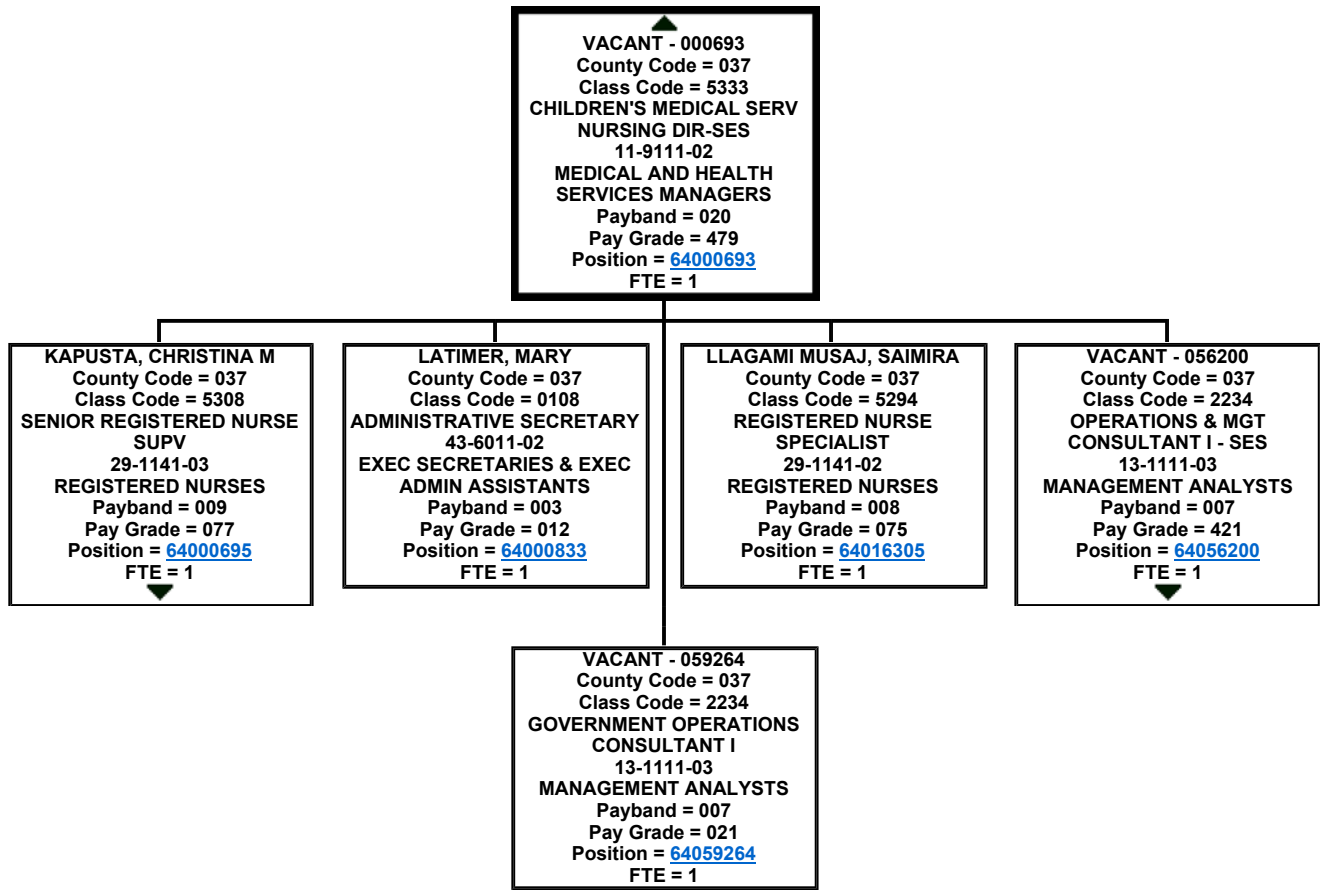 VACANT - 000693
County Code = 037
Class Code = 5333
CHILDREN'S MEDICAL SERV
NURSING DIR-SES
11-9111-02
MEDICAL AND HEALTH
SERVICES MANAGERS
Payband = 020
Pay Grade = 479
Position = 64000693
FTE = 1
KAPUSTA, CHRISTINA M
County Code = 037
Class Code = 5308
SENIOR REGISTERED NURSE
SUPV
29-1141-03
REGISTERED NURSES
Payband = 009
Pay Grade = 077
Position = 64000695
FTE = 1
LATIMER, MARY
County Code = 037
Class Code = 0108
ADMINISTRATIVE SECRETARY
43-6011-02
EXEC SECRETARIES & EXEC
ADMIN ASSISTANTS
Payband = 003
Pay Grade = 012
Position = 64000833
FTE = 1
LLAGAMI MUSAJ, SAIMIRA
County Code = 037
Class Code = 5294
REGISTERED NURSE
SPECIALIST
29-1141-02
REGISTERED NURSES
Payband = 008
Pay Grade = 075
Position = 64016305
FTE = 1
VACANT - 056200
County Code = 037
Class Code = 2234
OPERATIONS & MGT
CONSULTANT I - SES
13-1111-03
MANAGEMENT ANALYSTS
Payband = 007
Pay Grade = 421
Position = 64056200
FTE = 1
VACANT - 059264
County Code = 037
Class Code = 2234
GOVERNMENT OPERATIONS
CONSULTANT I
13-1111-03
MANAGEMENT ANALYSTS
Payband = 007
Pay Grade = 021
Position = 64059264
FTE = 1